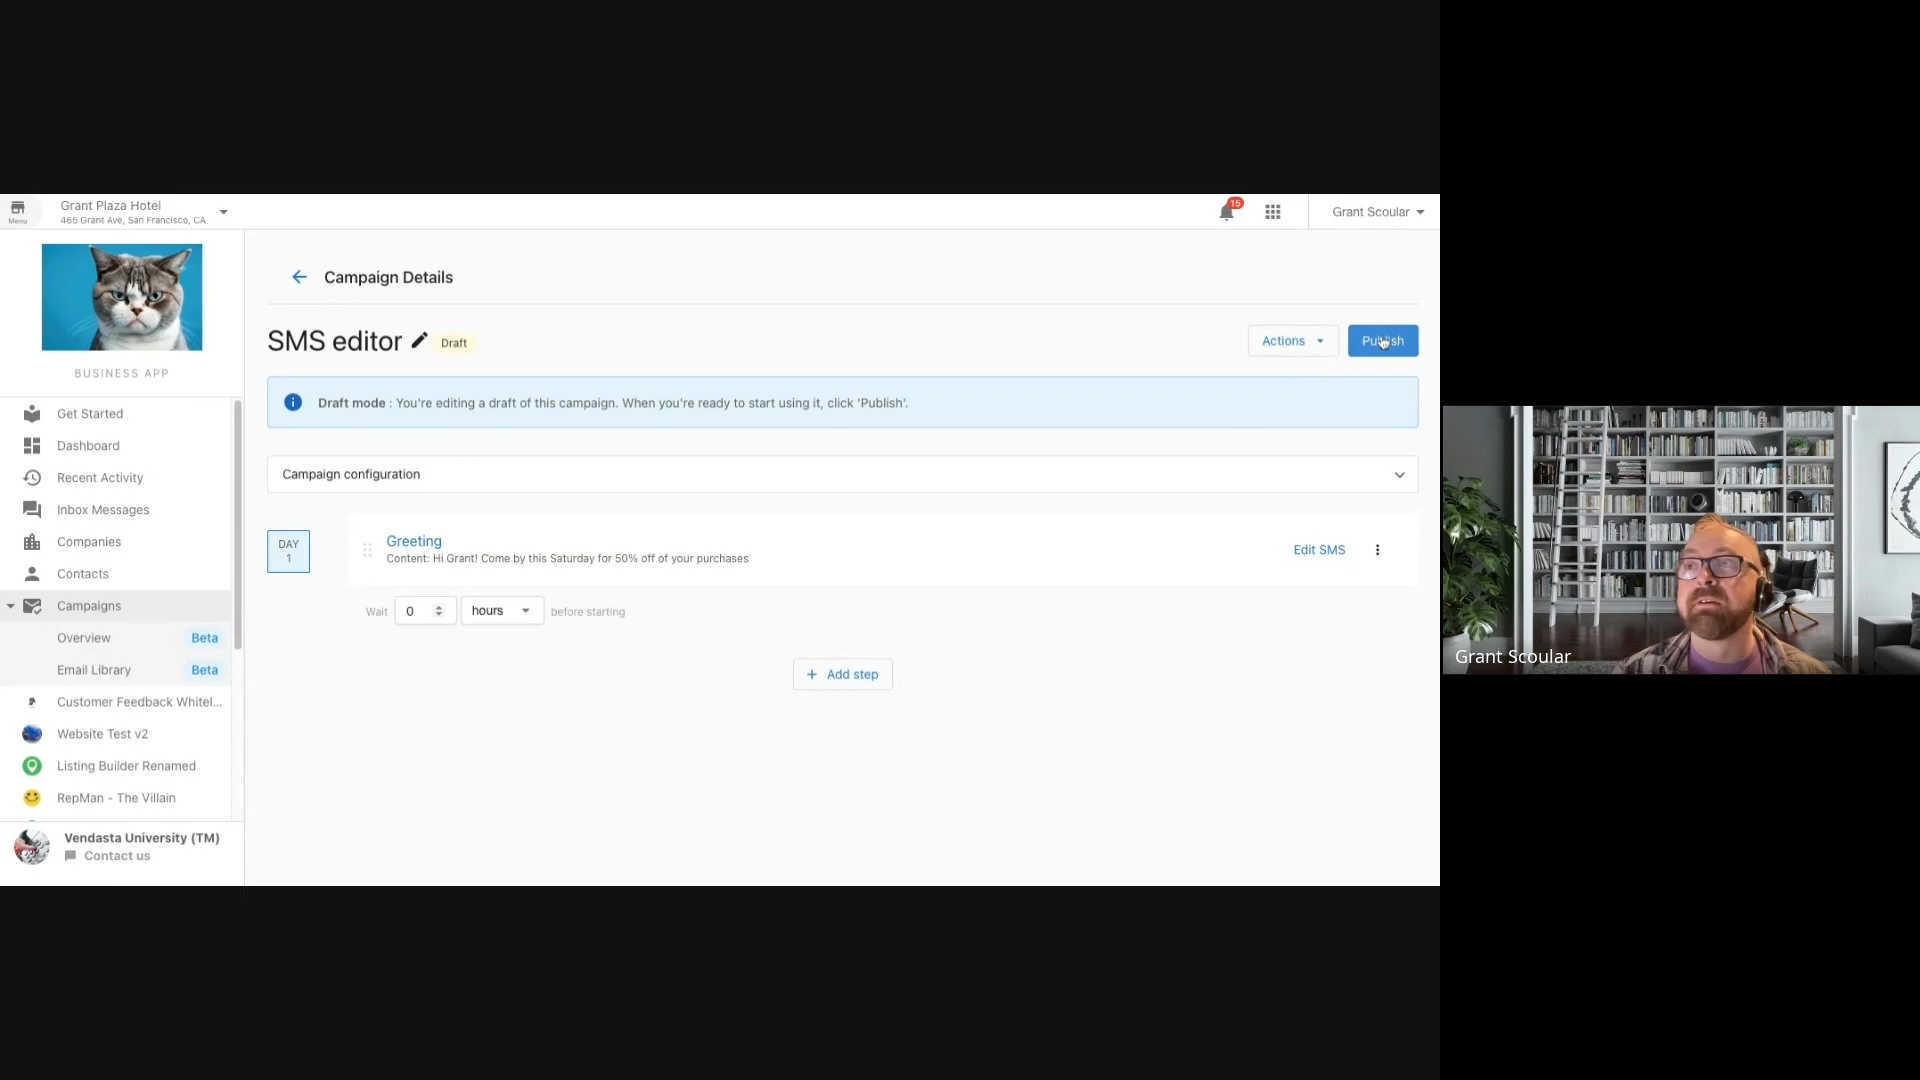 Menu
Grant Plaza Hotel
465 Grant Ave, San Francisco, CA
15
Grant Scoular
BUSINESS APP
Get Started
Dashboard
Recent Activity
Inbox Messages
Companies
Contacts
Campaigns
Overview Beta
Email Library Beta
Customer Feedback Whitel...
Website Test v2
Listing Builder Renamed
RepMan - The Villain
Vendasta University (TM)
Contact us
Campaign Details
SMS editor Draft
Actions
Publish
Draft mode : You're editing a draft of this campaign. When you're ready to start using it, click 'Publish'.
Campaign configuration
DAY
1
Greeting
Content: Hi Grant! Come by this Saturday for 50% off of your purchases
Edit SMS
Wait 0 hours before starting
+ Add step
Grant Scoular